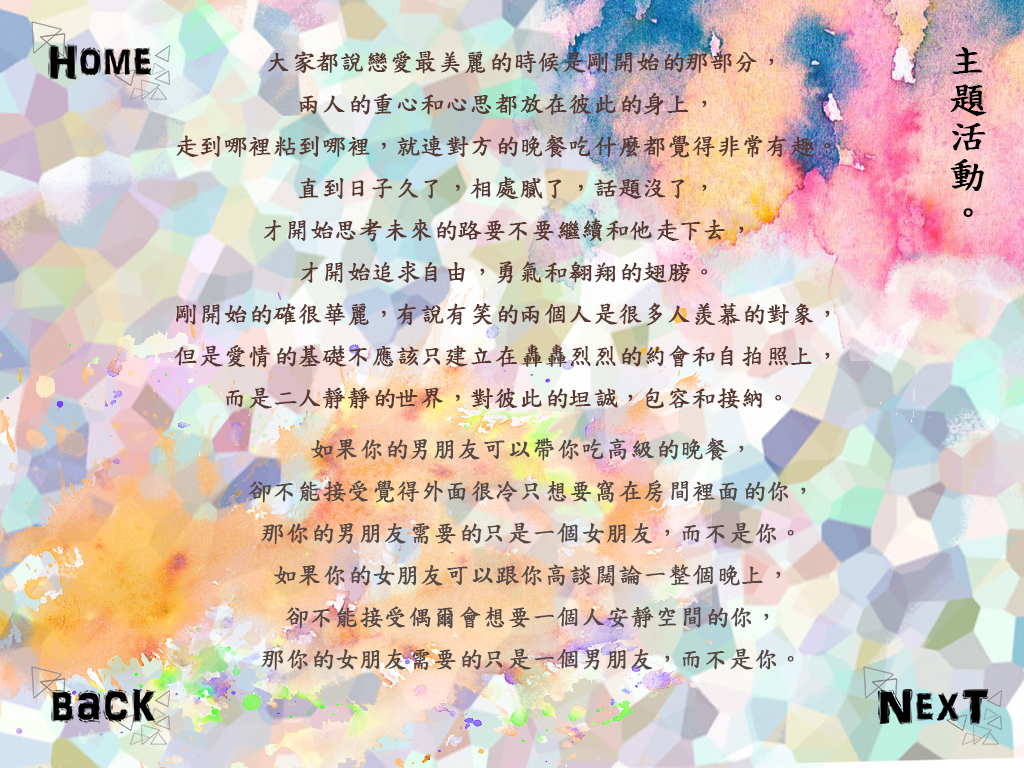 HOME
主題活動。
大家都說戀愛最美麗的時候是剛開始的那部分，
兩人的重心和心思都放在彼此的身上，
走到哪裡粘到哪裡，就連對方的晚餐吃什麼都覺得非常有趣。
直到日子久了，相處膩了，話題沒了，
才開始思考未來的路要不要繼續和他走下去，
才開始追求自由，勇氣和翱翔的翅膀。
剛開始的確很華麗，有說有笑的兩個人是很多人羨慕的對象，
但是愛情的基礎不應該只建立在轟轟烈烈的約會和自拍照上，
而是二人靜靜的世界，對彼此的坦誠，包容和接納。
如果你的男朋友可以帶你吃高級的晚餐，
卻不能接受覺得外面很冷只想要窩在房間裡面的你，
那你的男朋友需要的只是一個女朋友，而不是你。
如果你的女朋友可以跟你高談闊論一整個晚上，
卻不能接受偶爾會想要一個人安靜空間的你，
那你的女朋友需要的只是一個男朋友，而不是你。
BACK
NEXT